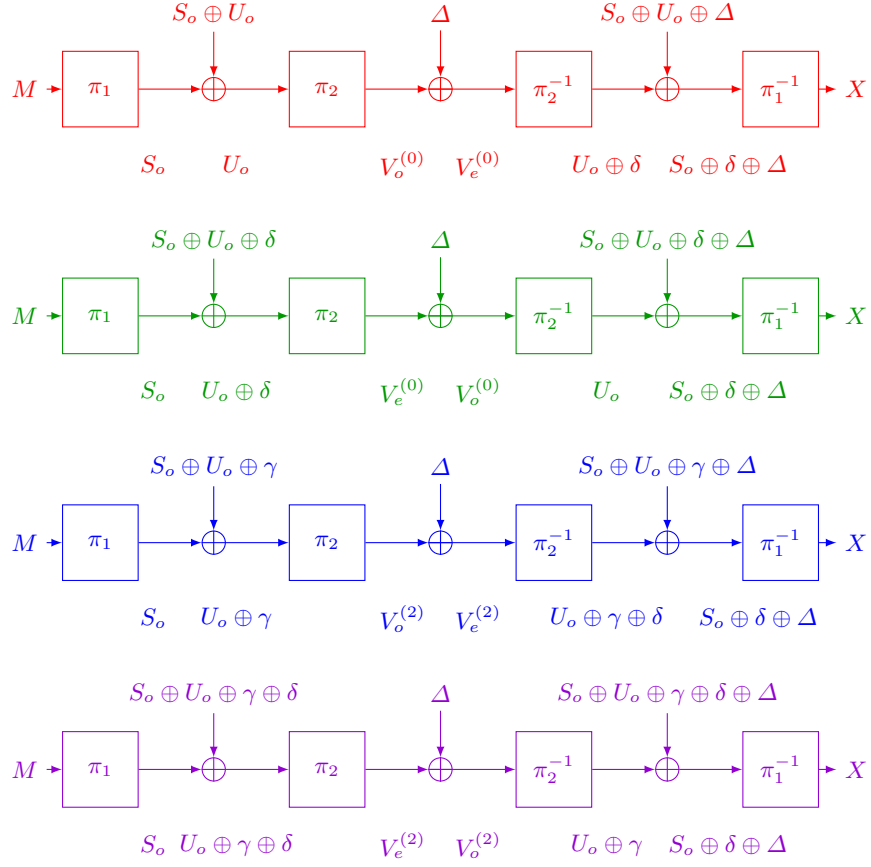 S_o ⊕ U_o Δ S_o ⊕ U_o ⊕ Δ
M π_1 π_2 π_2^{-1} π_1^{-1} X
S_o U_o V_o^{(0)} V_e^{(0)} U_o ⊕ δ S_o ⊕ δ ⊕ Δ
S_o ⊕ U_o ⊕ δ Δ S_o ⊕ U_o ⊕ δ ⊕ Δ
M π_1 π_2 π_2^{-1} π_1^{-1} X
S_o U_o ⊕ δ V_e^{(0)} V_o^{(0)} U_o S_o ⊕ δ ⊕ Δ
S_o ⊕ U_o ⊕ γ Δ S_o ⊕ U_o ⊕ γ ⊕ Δ
M π_1 π_2 π_2^{-1} π_1^{-1} X
S_o U_o ⊕ γ V_o^{(2)} V_e^{(2)} U_o ⊕ γ ⊕ δ S_o ⊕ δ ⊕ Δ
S_o ⊕ U_o ⊕ γ ⊕ δ Δ S_o ⊕ U_o ⊕ γ ⊕ δ ⊕ Δ
M π_1 π_2 π_2^{-1} π_1^{-1} X
S_o U_o ⊕ γ ⊕ δ V_e^{(2)} V_o^{(2)} U_o ⊕ γ S_o ⊕ δ ⊕ Δ